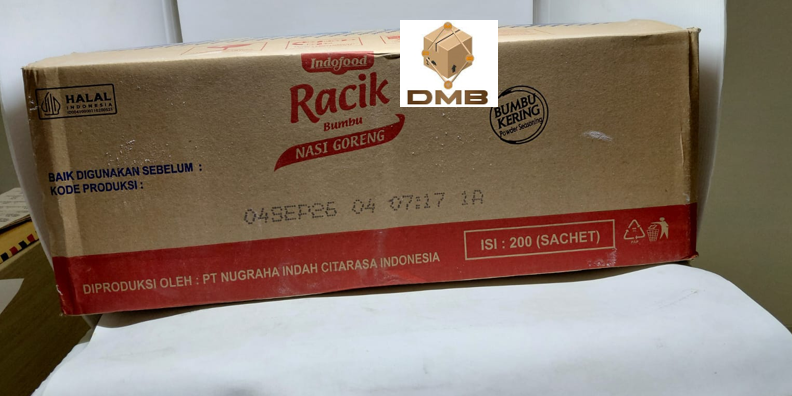 Indofood
Racik
Bumbu
NASI GORENG
DMB
HALAL
INDONESIA
BUMBU
KERING
Powder Seasoning
BAIK DIGUNAKAN SEBELUM :
KODE PRODUKSI :
04SEP26 04 07:17 1A
ISI : 200 (SACHET)
DIPRODUKSI OLEH : PT NUGRAHA INDAH CITARASA INDONESIA